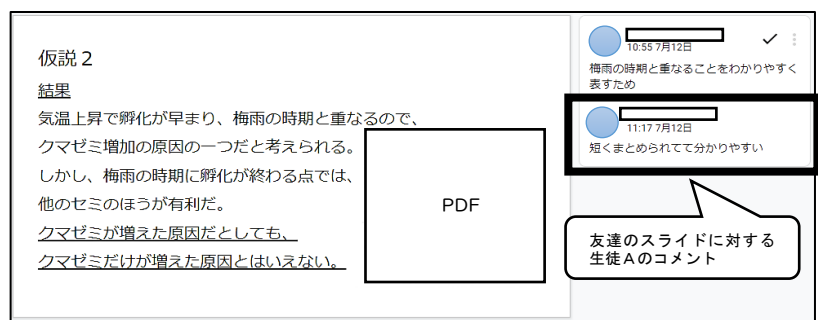 仮説２
結果
気温上昇で孵化が早まり、梅雨の時期と重なるので、
クマゼミ増加の原因の一つだと考えられる。
しかし、梅雨の時期に孵化が終わる点では、
他のセミのほうが有利だ。
クマゼミが増えた原因だとしても、
クマゼミだけが増えた原因とはいえない。
PDF
10:55 7月12日
梅雨の時期と重なることをわかりやすく
表すため
11:17 7月12日
短くまとめられてて分かりやすい
友達のスライドに対する
生徒Ａのコメント